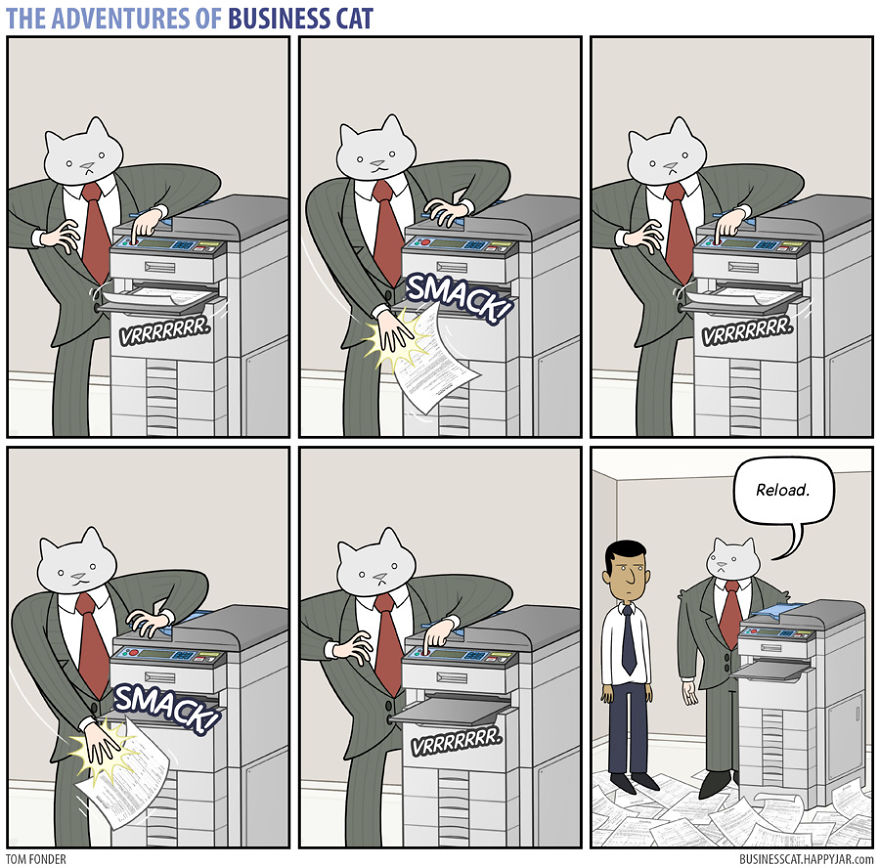 THE ADVENTURES OF BUSINESS CAT
VRRRRRRR.
SMACK!
VRRRRRRR.
SMACK!
VRRRRRRR.
Reload.
TOM FONDER
BUSINESSCAT.HAPPYJAR.com